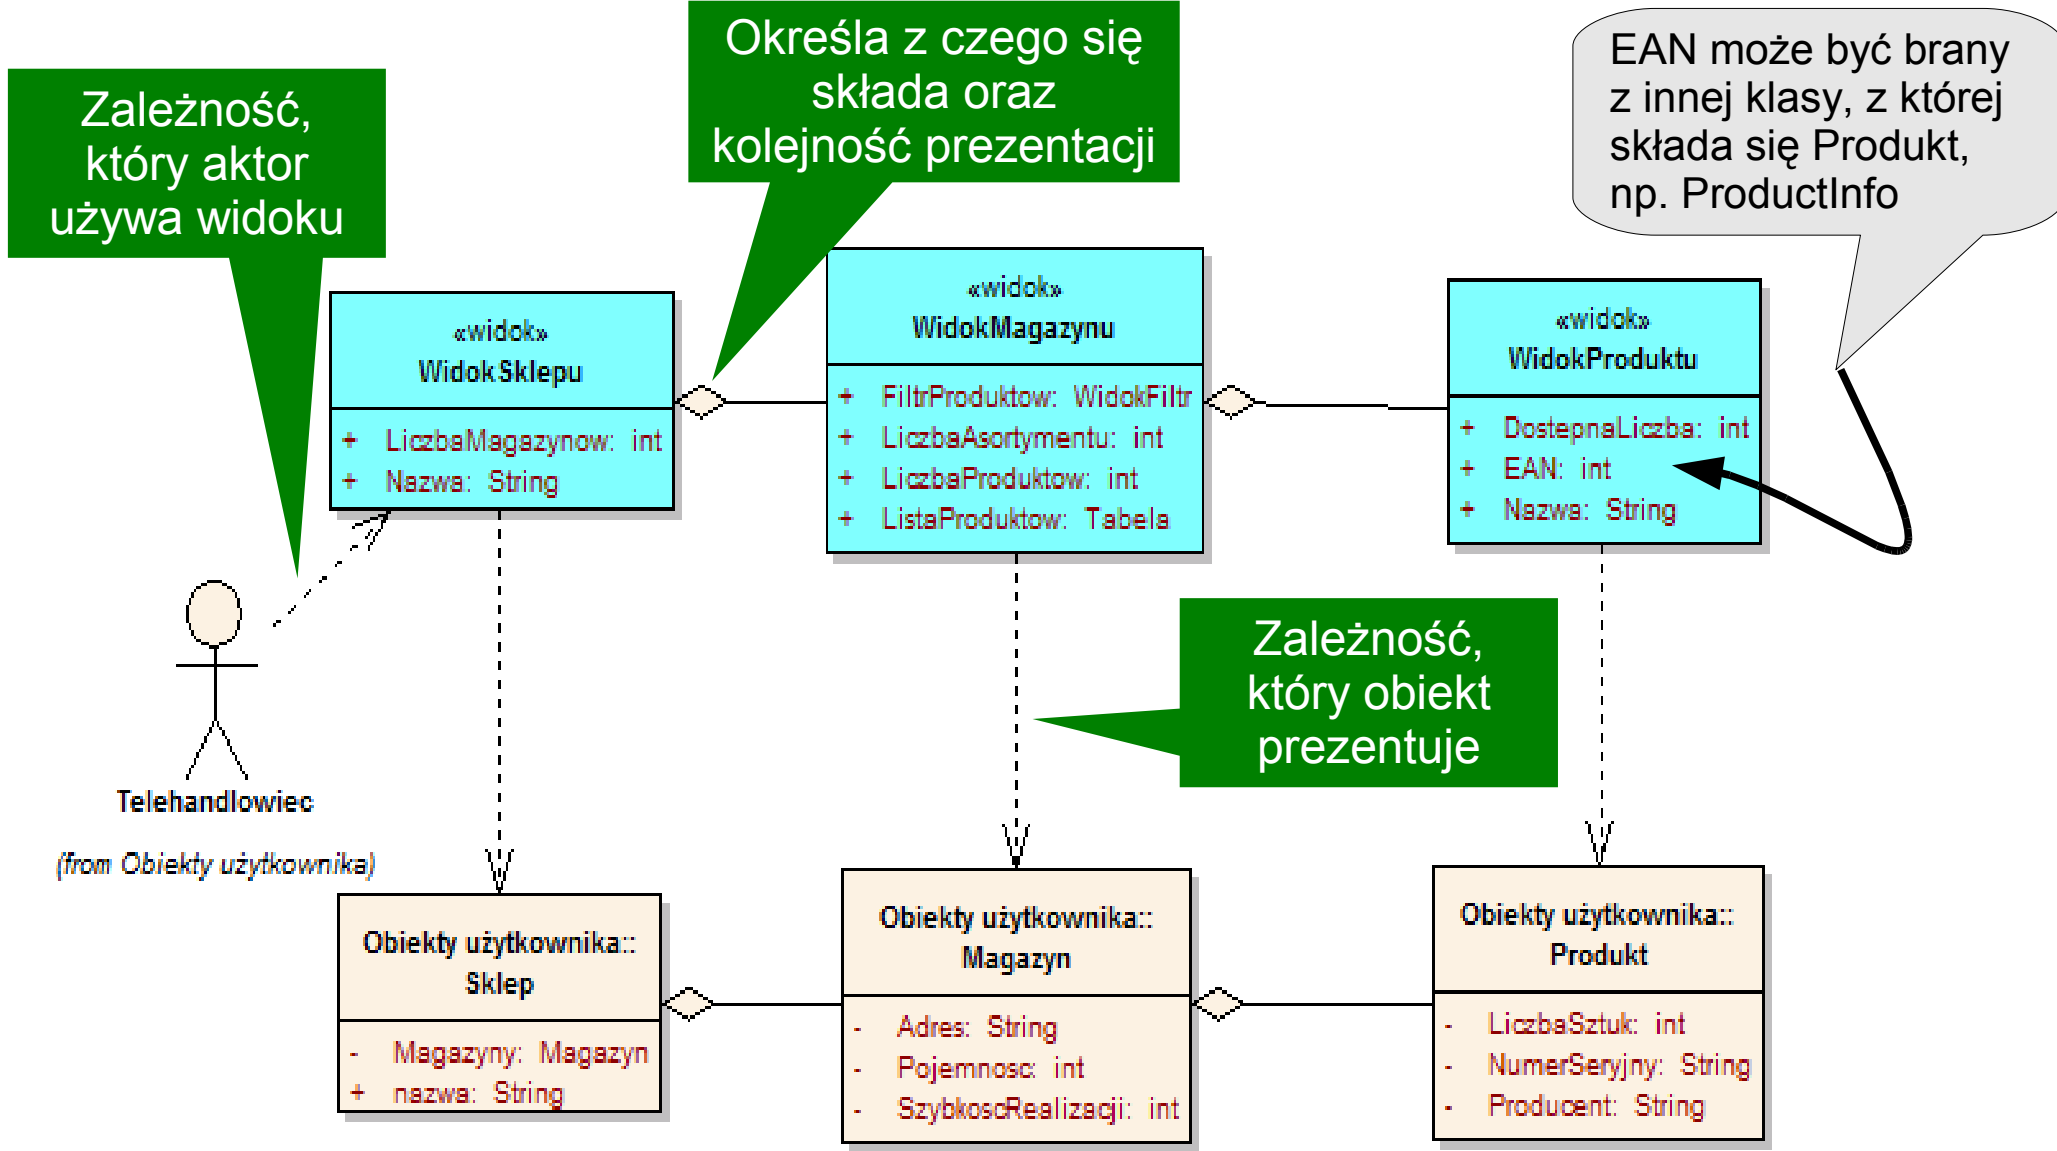 Zależność,
który aktor
używa widoku
Określa z czego się
składa oraz
kolejność prezentacji
EAN może być brany
z innej klasy, z której
składa się Produkt,
np. ProductInfo
«widok»
WidokSklepu
+ LiczbaMagazynow: int
+ Nazwa: String
«widok»
WidokMagazynu
+ FiltrProduktow: WidokFiltr
+ LiczbaAsortymentu: int
+ LiczbaProduktow: int
+ ListaProduktow: Tabela
«widok»
WidokProduktu
+ DostepnaLiczba: int
+ EAN: int
+ Nazwa: String
Zależność,
który obiekt
prezentuje
Telehandlowiec
(from Obiekty użytkownika)
Obiekty użytkownika::
Sklep
- Magazyny: Magazyn
+ nazwa: String
Obiekty użytkownika::
Magazyn
- Adres: String
- Pojemnosc: int
- SzybkoscRealizacji: int
Obiekty użytkownika::
Produkt
- LiczbaSztuk: int
- NumerSeryjny: String
- Producent: String